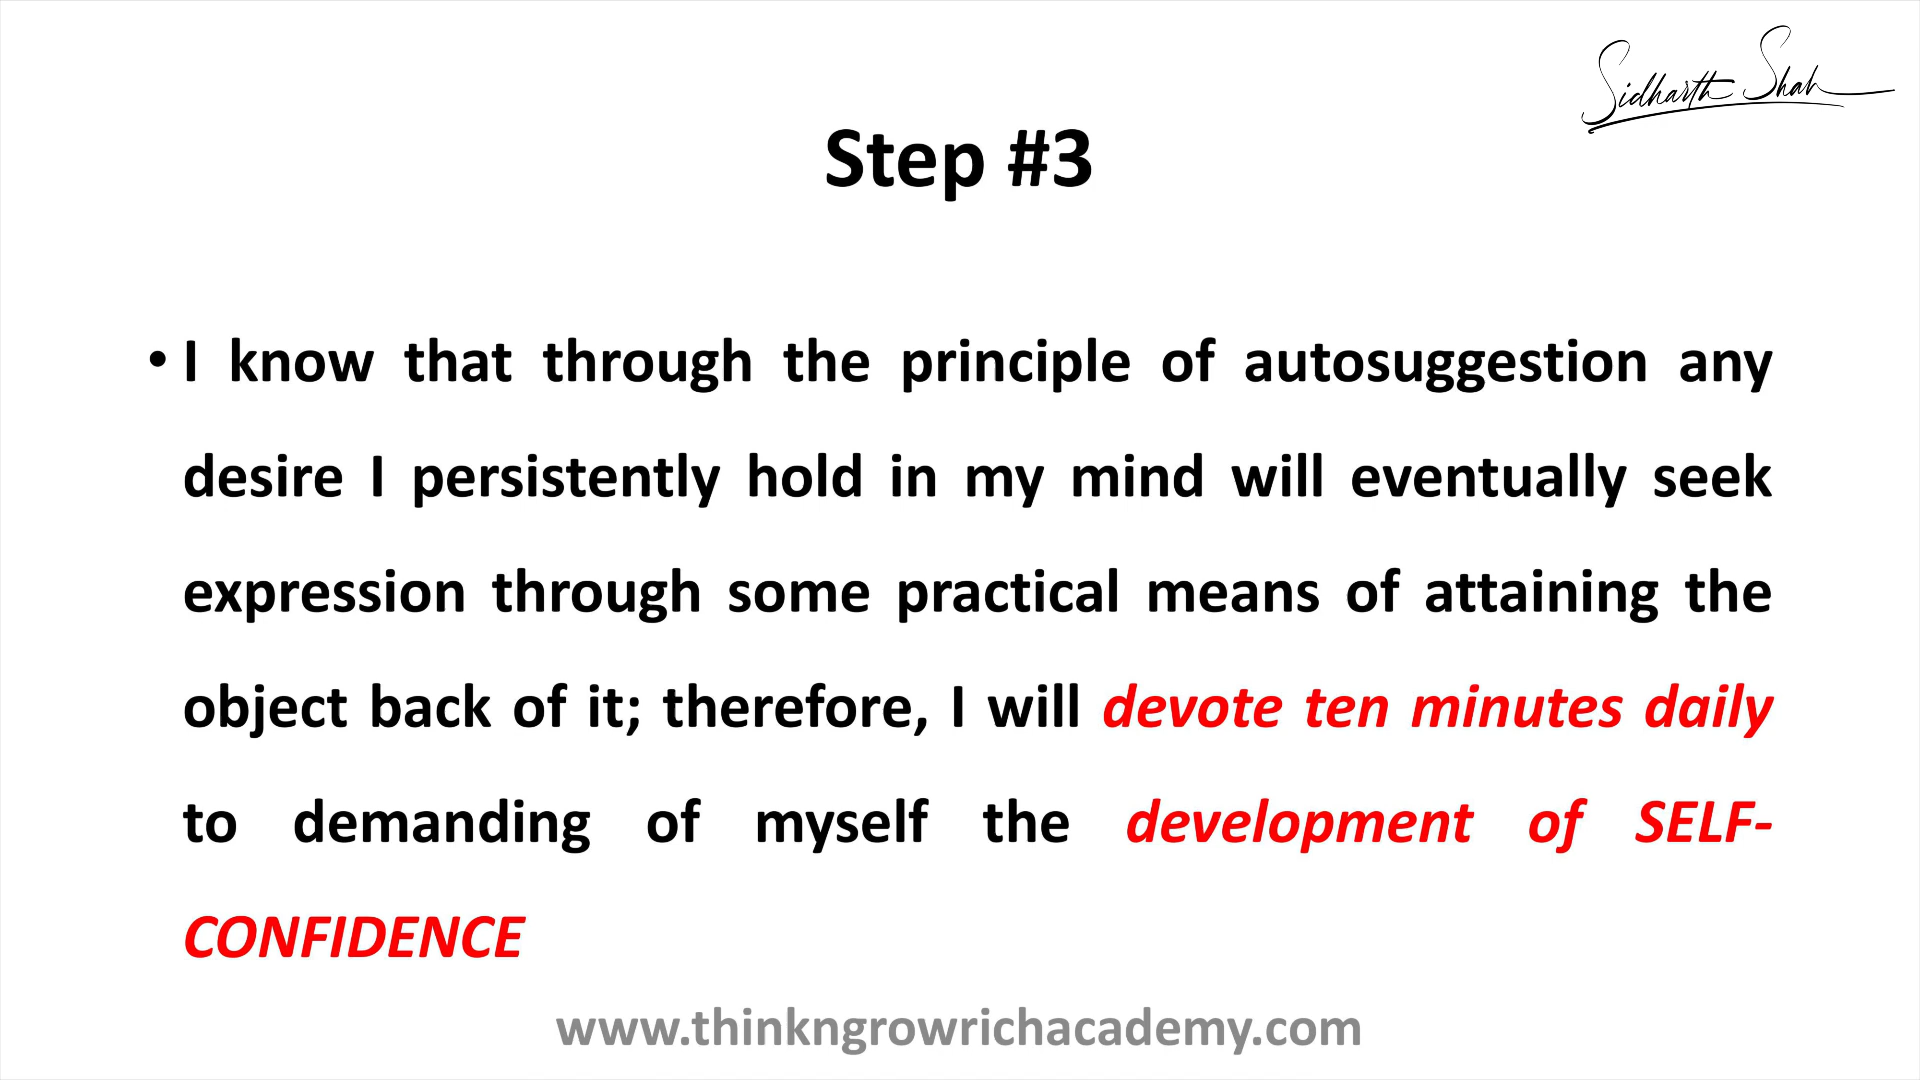 Sidharth Shah
Step #3
• I know that through the principle of autosuggestion any
desire I persistently hold in my mind will eventually seek
expression through some practical means of attaining the
object back of it; therefore, I will devote ten minutes daily
to demanding of myself the development of SELF-
CONFIDENCE
www.thinkngrowrichacademy.com